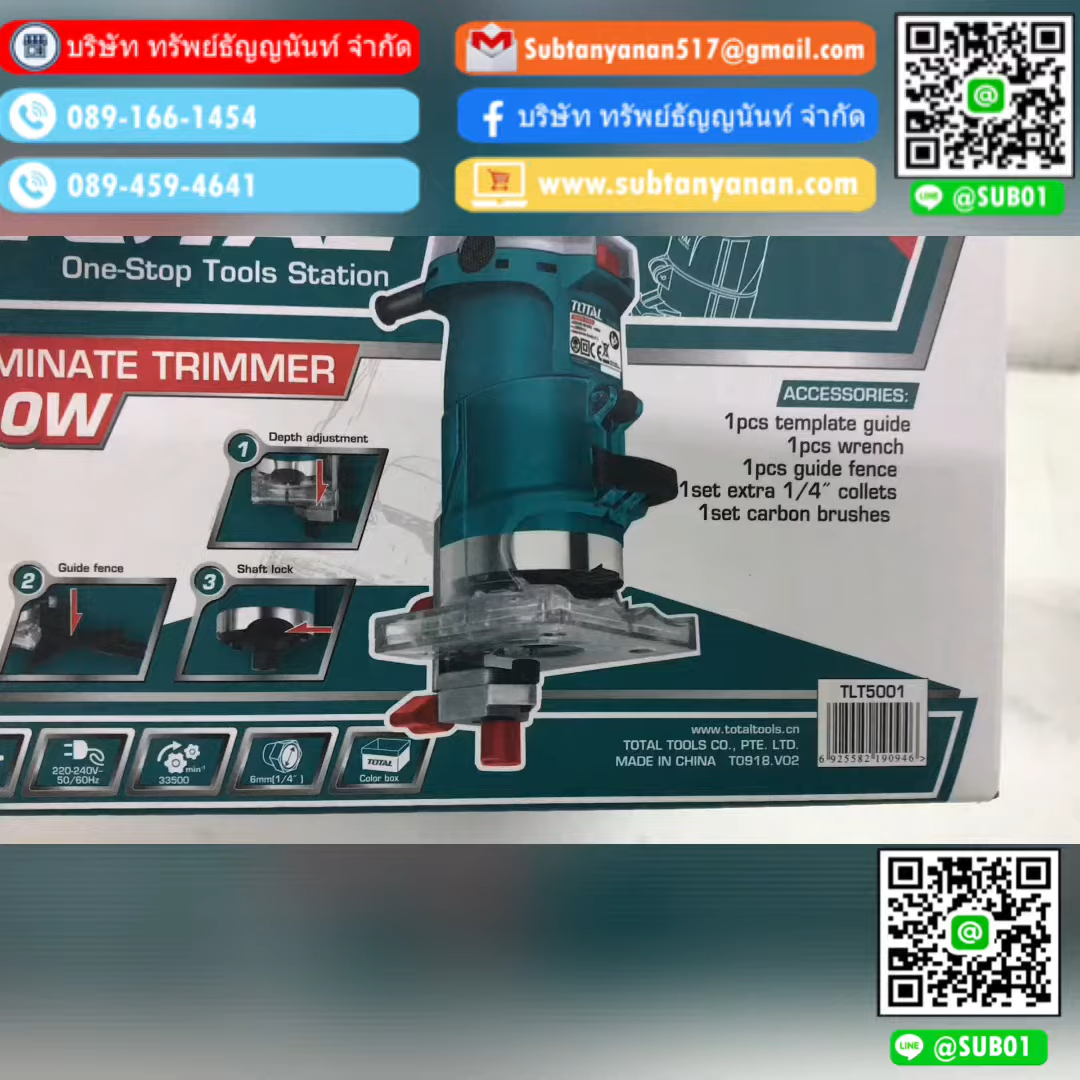 บริษัท ทรัพย์ธัญญนันท์ จำกัด
089-166-1454
089-459-4641
Subtanyanan517@gmail.com
บริษัท ทรัพย์ธัญญนันท์ จำกัด
www.subtanyanan.com
LINE @SUB01
One-Stop Tools Station
MINATE TRIMMER
0W
TOTAL
ACCESSORIES:
1pcs template guide
1pcs wrench
1pcs guide fence
1set extra 1/4" collets
1set carbon brushes
1 Depth adjustment
2 Guide fence
3 Shaft lock
220-240V~
50/60Hz
min⁻¹
33500
6mm(1/4")
TOTAL
Color box
www.totaltools.cn
TOTAL TOOLS CO., PTE. LTD.
MADE IN CHINA T0918.V02
TLT5001
6 925582 190946 >
LINE @SUB01